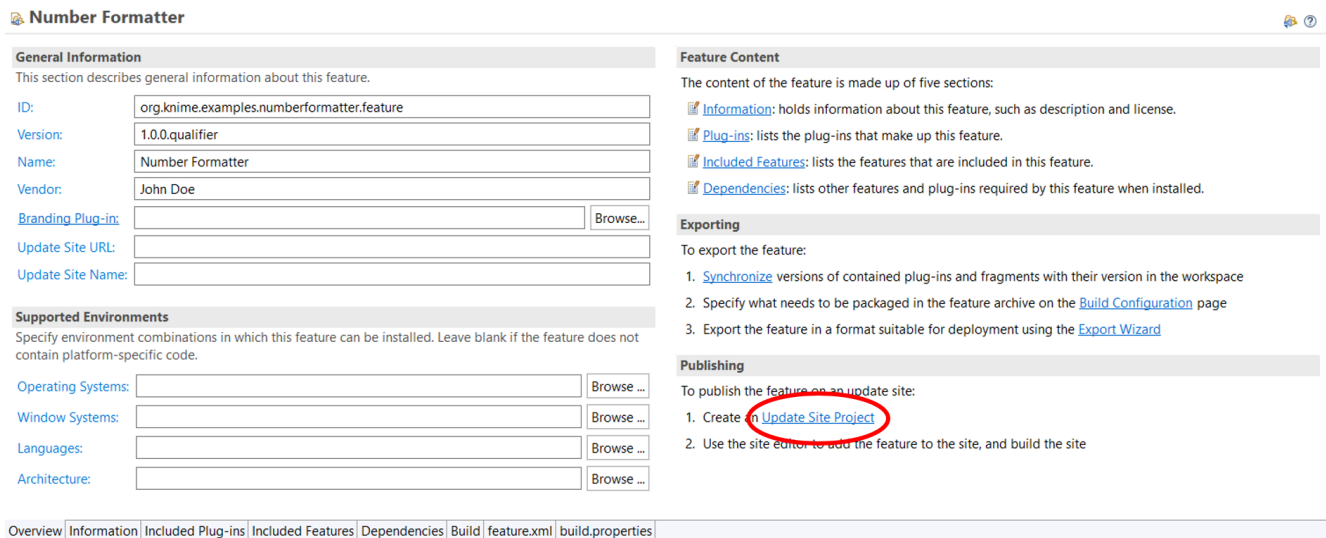 Number Formatter
General Information
This section describes general information about this feature.
ID: org.knime.examples.numberformatter.feature
Version: 1.0.0.qualifier
Name: Number Formatter
Vendor: John Doe
Branding Plug-in: Browse...
Update Site URL:
Update Site Name:
Supported Environments
Specify environment combinations in which this feature can be installed. Leave blank if the feature does not
contain platform-specific code.
Operating Systems: Browse ...
Window Systems: Browse ...
Languages: Browse ...
Architecture: Browse ...
Feature Content
The content of the feature is made up of five sections:
Information: holds information about this feature, such as description and license.
Plug-ins: lists the plug-ins that make up this feature.
Included Features: lists the features that are included in this feature.
Dependencies: lists other features and plug-ins required by this feature when installed.
Exporting
To export the feature:
1. Synchronize versions of contained plug-ins and fragments with their version in the workspace
2. Specify what needs to be packaged in the feature archive on the Build Configuration page
3. Export the feature in a format suitable for deployment using the Export Wizard
Publishing
To publish the feature on an update site:
1. Create an Update Site Project
2. Use the site editor to add the feature to the site, and build the site
Overview Information Included Plug-ins Included Features Dependencies Build feature.xml build.properties